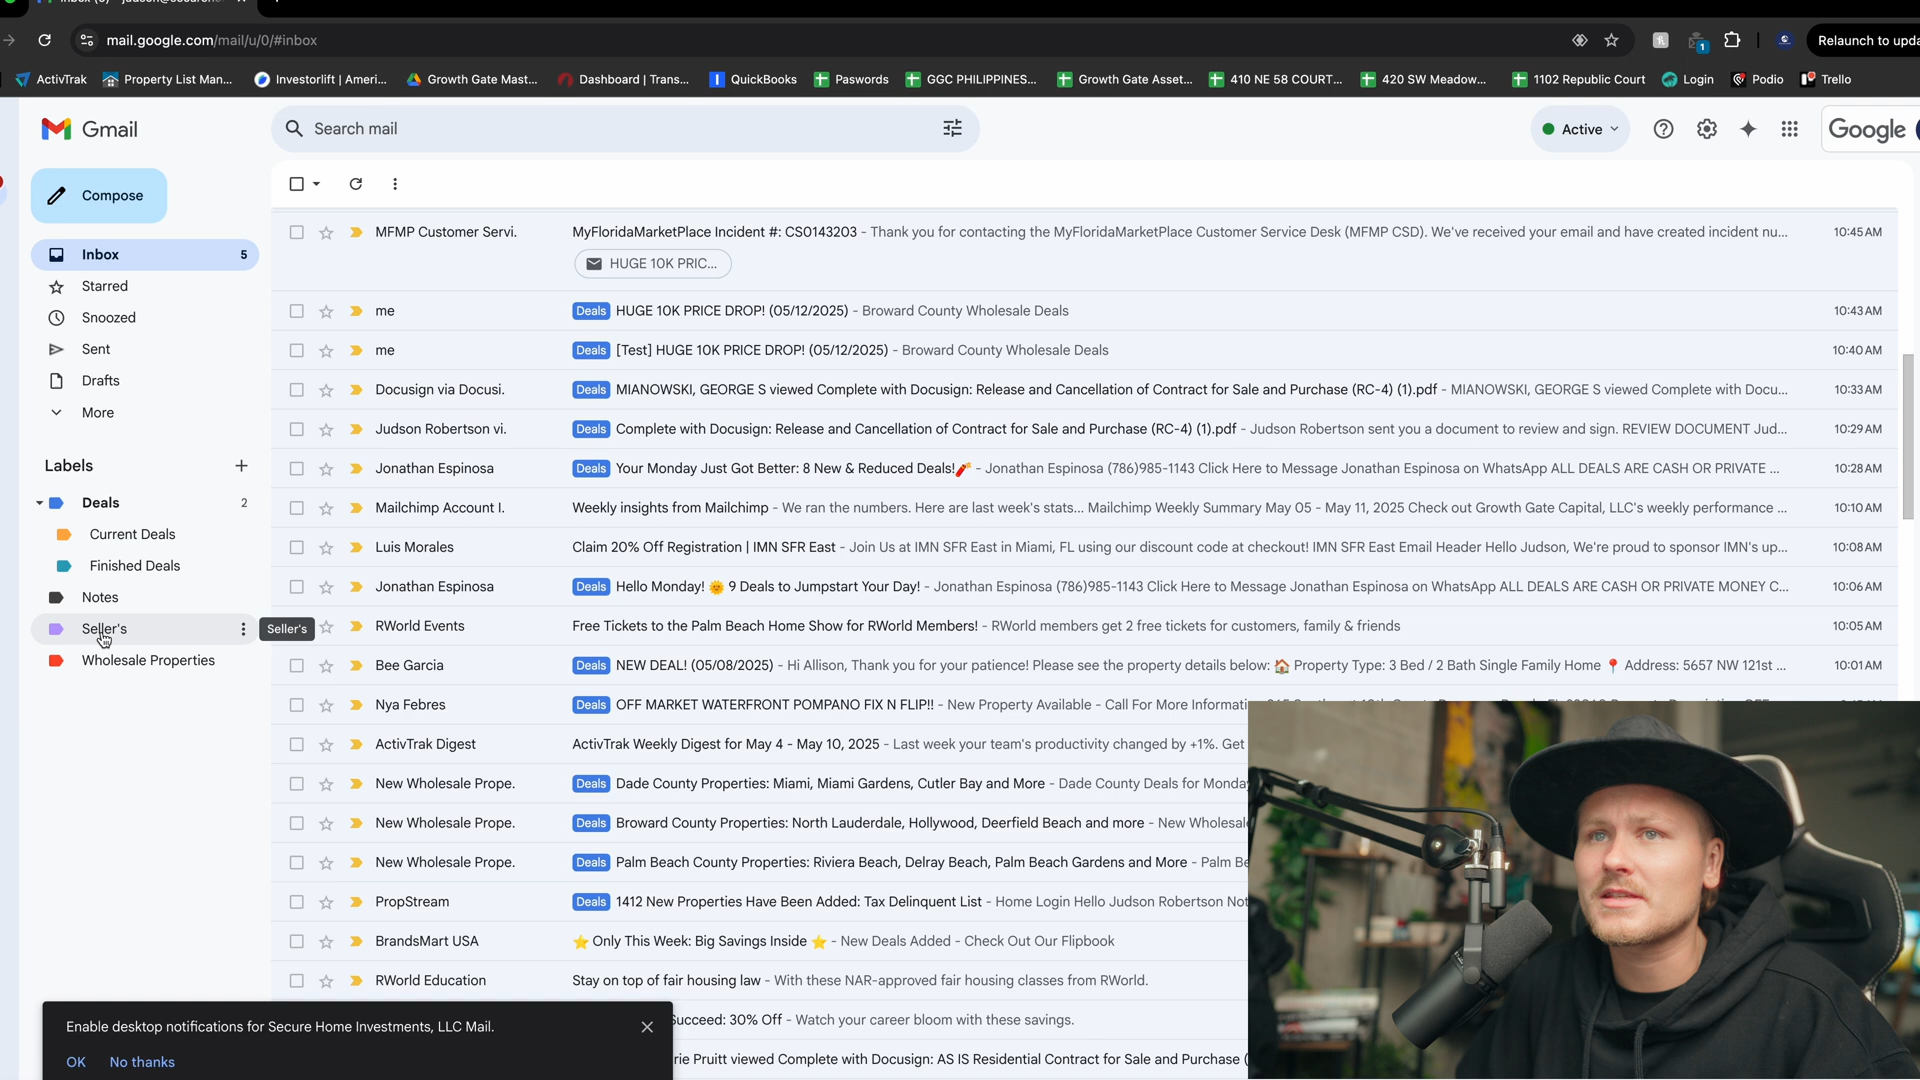 mail.google.com/mail/u/0/#inbox
1
Relaunch to upda
ActivTrak
Property List Man...
Investorlift | Ameri...
Growth Gate Mast...
Dashboard | Trans...
QuickBooks
Paswords
GGC PHILIPPINES...
Growth Gate Asset...
410 NE 58 COURT...
420 SW Meadow...
1102 Republic Court
Login
Podio
Trello
Gmail
Search mail
Active
Google
Compose
Inbox 5
Starred
Snoozed
Sent
Drafts
More
Labels
Deals 2
Current Deals
Finished Deals
Notes
Seller's
Seller's
Wholesale Properties
MFMP Customer Servi. MyFloridaMarketPlace Incident #: CS0143203 - Thank you for contacting the MyFloridaMarketPlace Customer Service Desk (MFMP CSD). We've received your email and have created incident nu... 10:45 AM
HUGE 10K PRIC...
me Deals HUGE 10K PRICE DROP! (05/12/2025) - Broward County Wholesale Deals 10:43 AM
me Deals [Test] HUGE 10K PRICE DROP! (05/12/2025) - Broward County Wholesale Deals 10:40 AM
Docusign via Docusi. Deals MIANOWSKI, GEORGE S viewed Complete with Docusign: Release and Cancellation of Contract for Sale and Purchase (RC-4) (1).pdf - MIANOWSKI, GEORGE S viewed Complete with Docu... 10:33 AM
Judson Robertson vi. Deals Complete with Docusign: Release and Cancellation of Contract for Sale and Purchase (RC-4) (1).pdf - Judson Robertson sent you a document to review and sign. REVIEW DOCUMENT Jud... 10:29 AM
Jonathan Espinosa Deals Your Monday Just Got Better: 8 New & Reduced Deals!🧨 - Jonathan Espinosa (786)985-1143 Click Here to Message Jonathan Espinosa on WhatsApp ALL DEALS ARE CASH OR PRIVATE ... 10:28 AM
Mailchimp Account I. Weekly insights from Mailchimp - We ran the numbers. Here are last week's stats... Mailchimp Weekly Summary May 05 - May 11, 2025 Check out Growth Gate Capital, LLC's weekly performance ... 10:10 AM
Luis Morales Claim 20% Off Registration | IMN SFR East - Join Us at IMN SFR East in Miami, FL using our discount code at checkout! IMN SFR East Email Header Hello Judson, We're proud to sponsor IMN's up... 10:08 AM
Jonathan Espinosa Deals Hello Monday! 🌞 9 Deals to Jumpstart Your Day! - Jonathan Espinosa (786)985-1143 Click Here to Message Jonathan Espinosa on WhatsApp ALL DEALS ARE CASH OR PRIVATE MONEY C... 10:06 AM
RWorld Events Free Tickets to the Palm Beach Home Show for RWorld Members! - RWorld members get 2 free tickets for customers, family & friends 10:05 AM
Bee Garcia Deals NEW DEAL! (05/08/2025) - Hi Allison, Thank you for your patience! Please see the property details below: 🏠 Property Type: 3 Bed / 2 Bath Single Family Home 📍 Address: 5657 NW 121st ... 10:01 AM
Nya Febres Deals OFF MARKET WATERFRONT POMPANO FIX N FLIP!! - New Property Available - Call For More Informati
ActivTrak Digest ActivTrak Weekly Digest for May 4 - May 10, 2025 - Last week your team's productivity changed by +1%. Get
New Wholesale Prope. Deals Dade County Properties: Miami, Miami Gardens, Cutler Bay and More - Dade County Deals for Monday
New Wholesale Prope. Deals Broward County Properties: North Lauderdale, Hollywood, Deerfield Beach and more - New Wholesal
New Wholesale Prope. Deals Palm Beach County Properties: Riviera Beach, Delray Beach, Palm Beach Gardens and More - Palm Be
PropStream Deals 1412 New Properties Have Been Added: Tax Delinquent List - Home Login Hello Judson Robertson Not
BrandsMart USA ⭐ Only This Week: Big Savings Inside ⭐ - New Deals Added - Check Out Our Flipbook
RWorld Education Stay on top of fair housing law - With these NAR-approved fair housing classes from RWorld.
Succeed: 30% Off - Watch your career bloom with these savings.
rie Pruitt viewed Complete with Docusign: AS IS Residential Contract for Sale and Purchase (
Enable desktop notifications for Secure Home Investments, LLC Mail.
OK No thanks